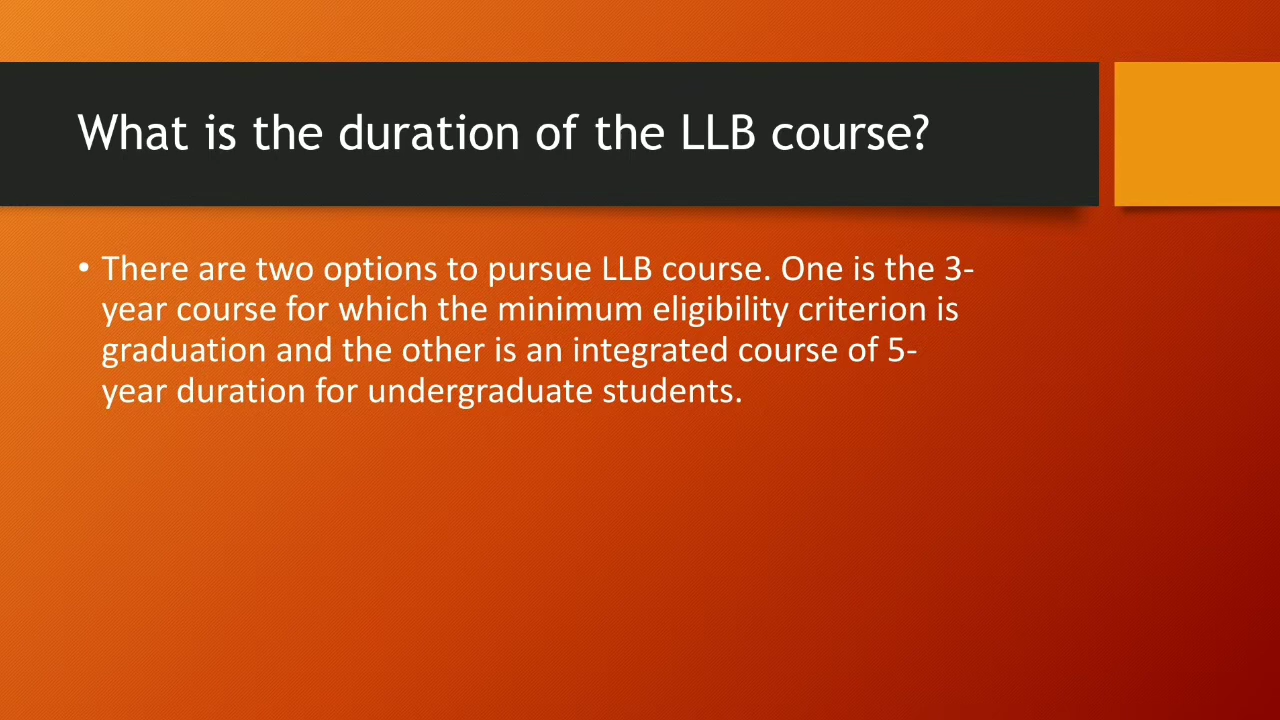 What is the duration of the LLB course?
• There are two options to pursue LLB course. One is the 3-
year course for which the minimum eligibility criterion is
graduation and the other is an integrated course of 5-
year duration for undergraduate students.